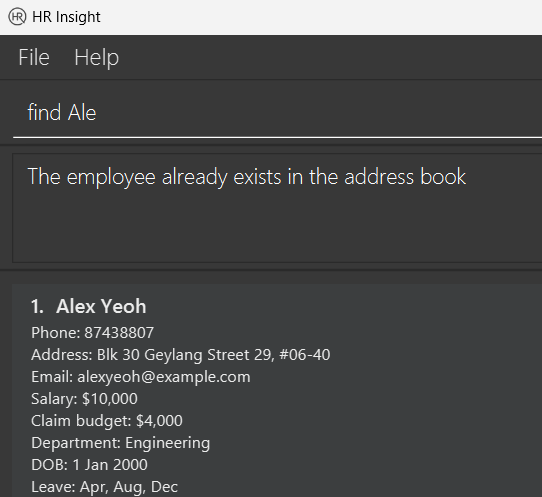 HR HR Insight
File Help
find Ale
The employee already exists in the address book
1. Alex Yeoh
Phone: 87438807
Address: Blk 30 Geylang Street 29, #06-40
Email: alexyeoh@example.com
Salary: $10,000
Claim budget: $4,000
Department: Engineering
DOB: 1 Jan 2000
Leave: Apr, Aug, Dec